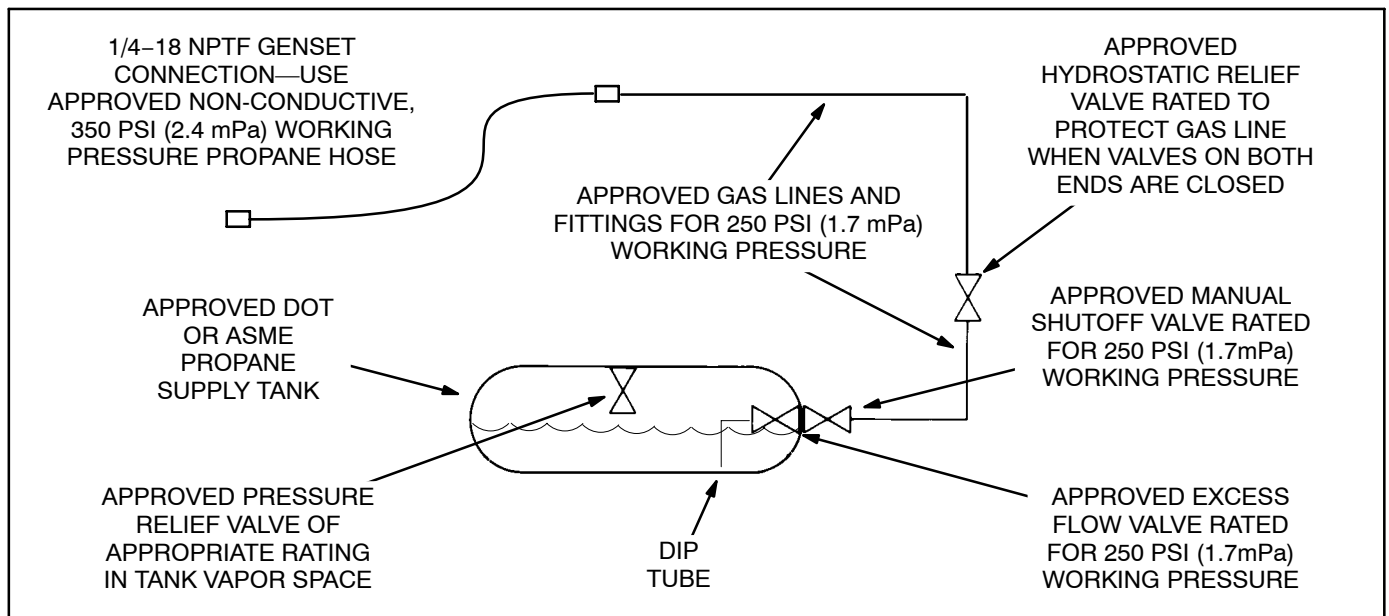 1/4–18 NPTF GENSET
CONNECTION—USE
APPROVED NON-CONDUCTIVE,
350 PSI (2.4 mPa) WORKING
PRESSURE PROPANE HOSE
APPROVED
HYDROSTATIC RELIEF
VALVE RATED TO
PROTECT GAS LINE
WHEN VALVES ON BOTH
ENDS ARE CLOSED
APPROVED GAS LINES AND
FITTINGS FOR 250 PSI (1.7 mPa)
WORKING PRESSURE
APPROVED DOT
OR ASME
PROPANE
SUPPLY TANK
APPROVED MANUAL
SHUTOFF VALVE RATED
FOR 250 PSI (1.7mPa)
WORKING PRESSURE
APPROVED PRESSURE
RELIEF VALVE OF
APPROPRIATE RATING
IN TANK VAPOR SPACE
DIP
TUBE
APPROVED EXCESS
FLOW VALVE RATED
FOR 250 PSI (1.7mPa)
WORKING PRESSURE